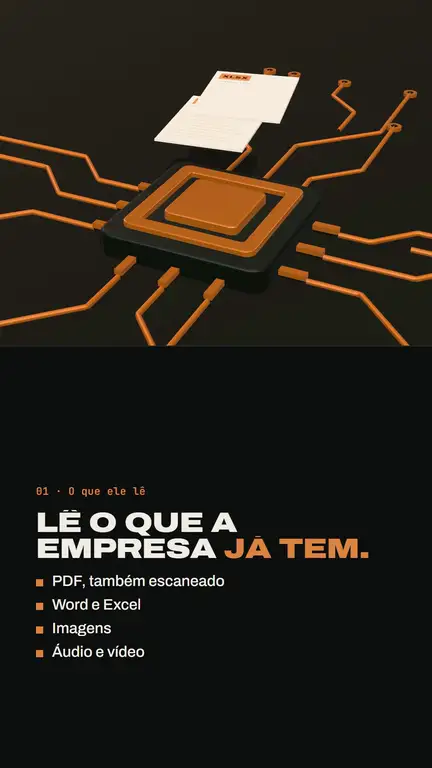 XLSX
01 · O que ele lê
LÊ O QUE A
EMPRESA JÁ TEM.
PDF, também escaneado
Word e Excel
Imagens
Áudio e vídeo